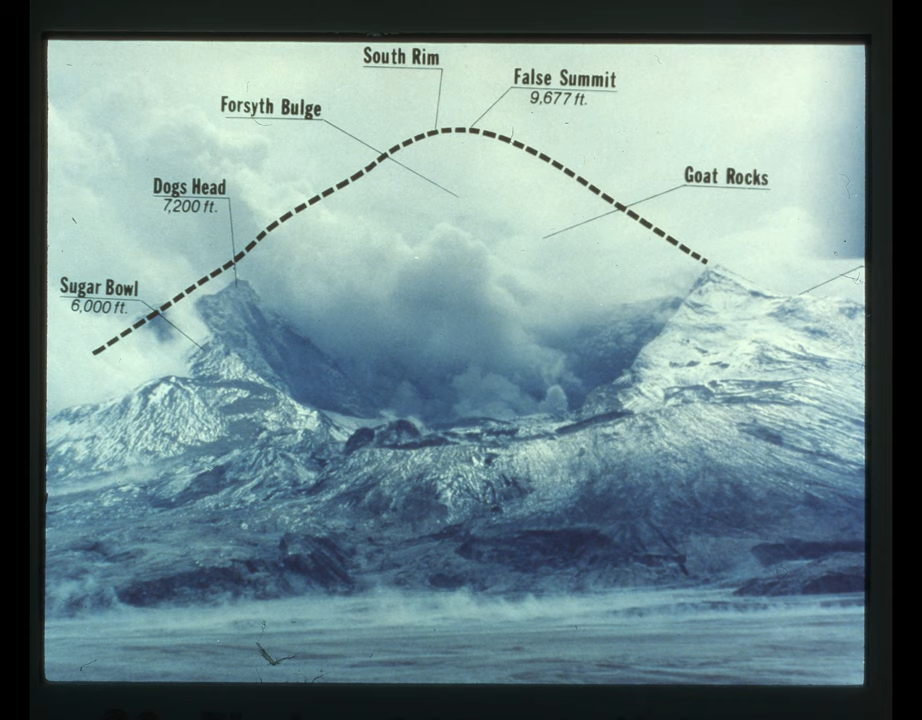 South Rim
False Summit
9,677 ft.
Forsyth Bulge
Goat Rocks
Dogs Head
7,200 ft.
Sugar Bowl
6,000 ft.